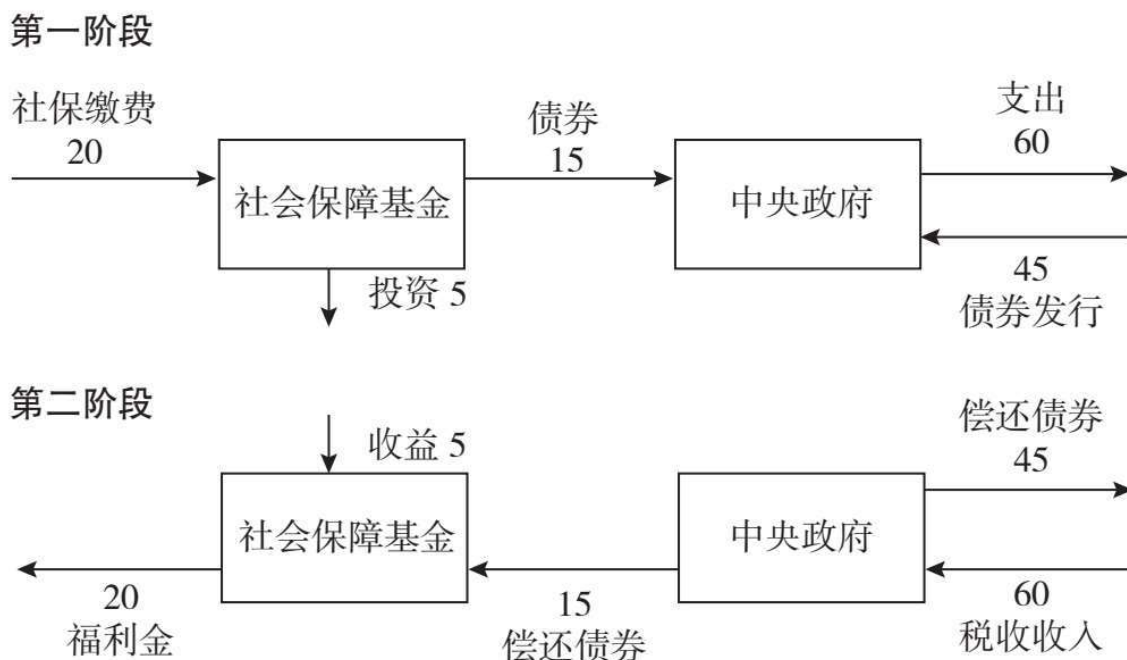 第一阶段
社保缴费
20
社会保障基金
投资 5
债券
15
中央政府
支出
60
45
债券发行
第二阶段
收益 5
社会保障基金
20
福利金
15
偿还债券
中央政府
偿还债券
45
60
税收收入